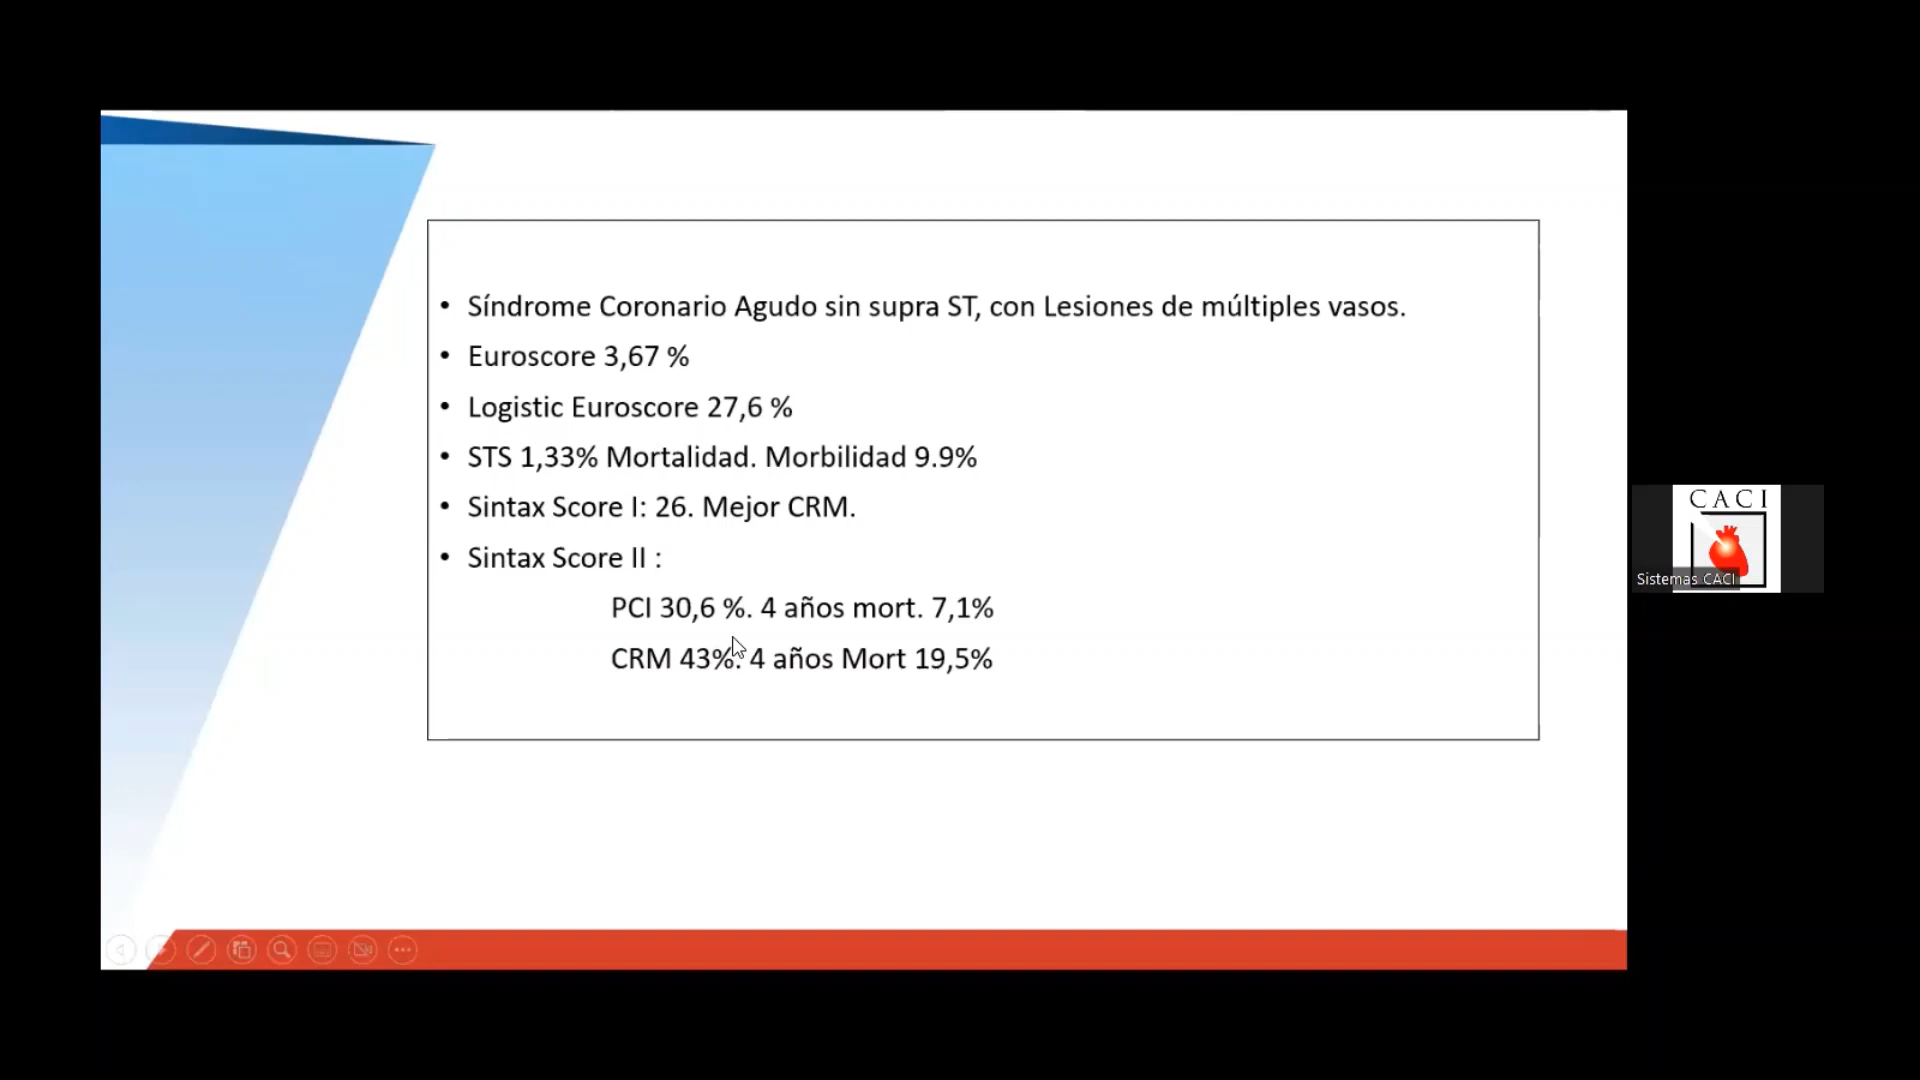 • Síndrome Coronario Agudo sin supra ST, con Lesiones de múltiples vasos.
• Euroscore 3,67 %
• Logistic Euroscore 27,6 %
• STS 1,33% Mortalidad. Morbilidad 9.9%
• Sintax Score I: 26. Mejor CRM.
• Sintax Score II :
PCI 30,6 %. 4 años mort. 7,1%
CRM 43%. 4 años Mort 19,5%
CACI
Sistemas CACI